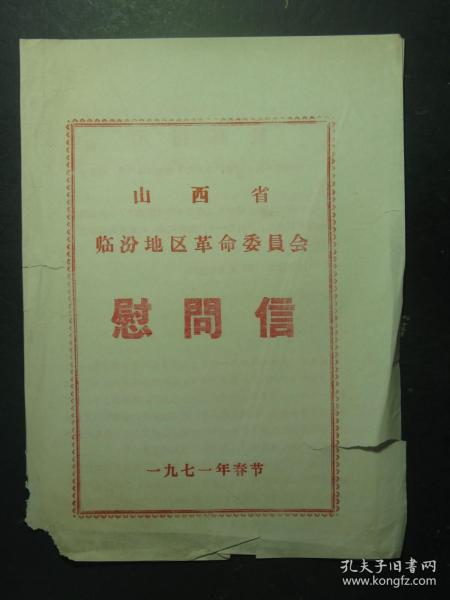 山西省
临汾地区革命委員会
慰問信
一九七一年春节
孔夫子旧书网
www.kongfz.com